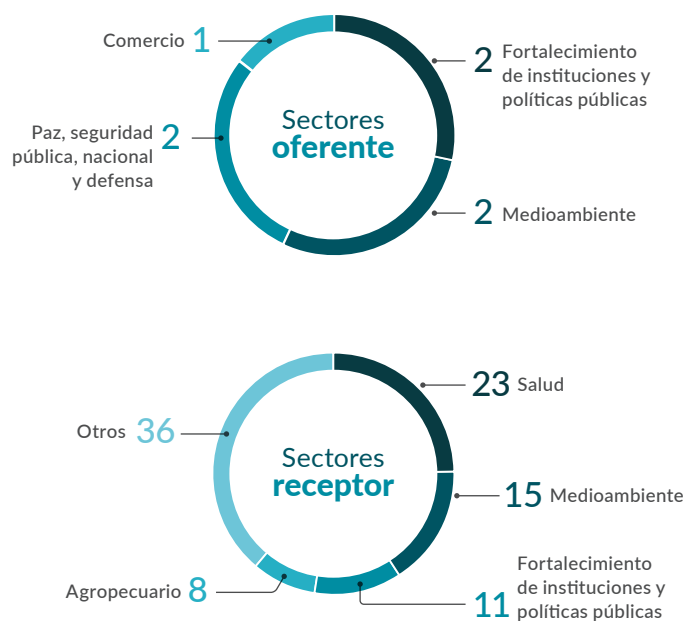 Comercio 1
2 Fortalecimiento
de instituciones y
políticas públicas
Paz, seguridad
pública, nacional
y defensa
2
Sectores
oferente
2 Medioambiente
23 Salud
Otros 36
Sectores
receptor
15 Medioambiente
Agropecuario 8
Fortalecimiento
de instituciones y
11 políticas públicas